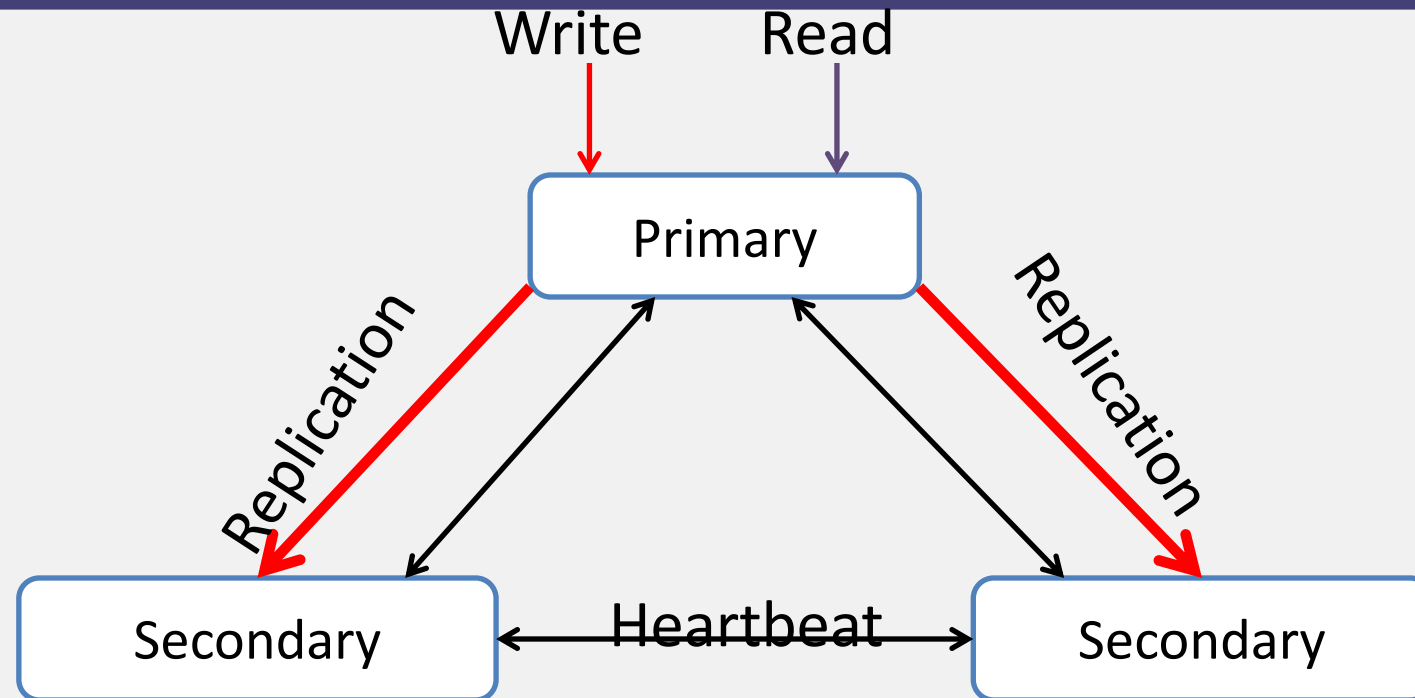 Write
Read
Primary
Replication
Replication
Secondary
Heartbeat
Secondary